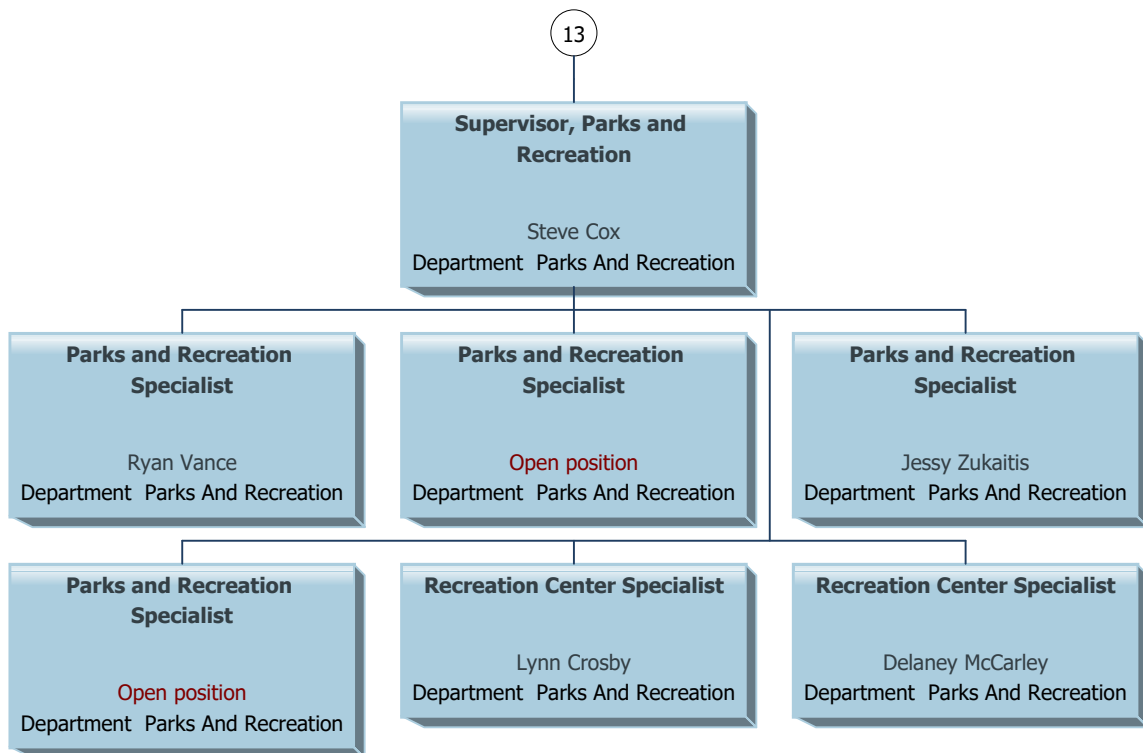 13
Supervisor, Parks and
Recreation
Steve Cox
Department  Parks And Recreation
Parks and Recreation
Specialist
Ryan Vance
Department  Parks And Recreation
Parks and Recreation
Specialist
Open position
Department  Parks And Recreation
Parks and Recreation
Specialist
Jessy Zukaitis
Department  Parks And Recreation
Parks and Recreation
Specialist
Open position
Department  Parks And Recreation
Recreation Center Specialist
Lynn Crosby
Department  Parks And Recreation
Recreation Center Specialist
Delaney McCarley
Department  Parks And Recreation